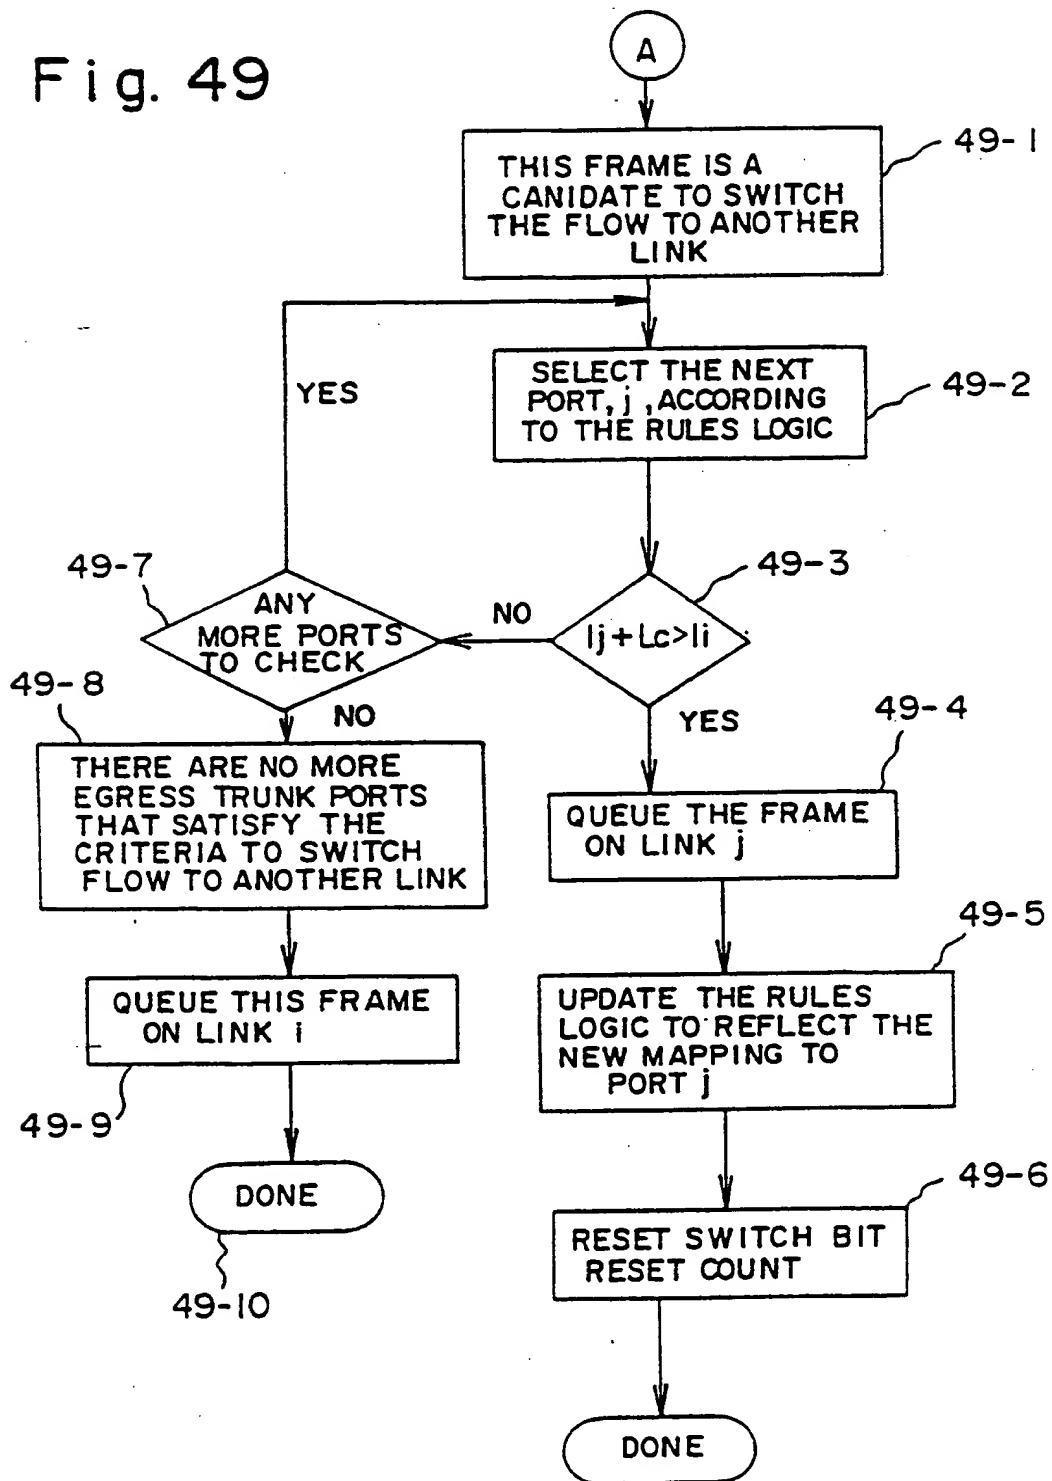 Fig. 49
A
49-1
THIS FRAME IS A
CANIDATE TO SWITCH
THE FLOW TO ANOTHER
LINK
YES
SELECT THE NEXT
PORT, j, ACCORDING
TO THE RULES LOGIC
49-2
49-7
ANY
MORE PORTS
TO CHECK
NO
49-3
lj+Lc>li
49-8
NO
YES
49-4
THERE ARE NO MORE
EGRESS TRUNK PORTS
THAT SATISFY THE
CRITERIA TO SWITCH
FLOW TO ANOTHER LINK
QUEUE THE FRAME
ON LINK j
49-5
QUEUE THIS FRAME
ON LINK i
UPDATE THE RULES
LOGIC TO REFLECT THE
NEW MAPPING TO
PORT j
49-9
DONE
49-6
RESET SWITCH BIT
RESET COUNT
49-10
DONE